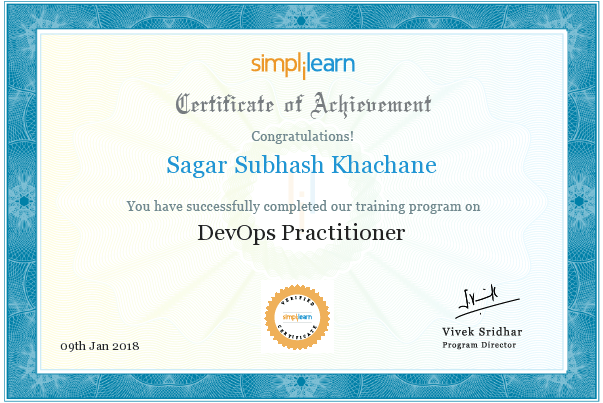 simplilearn
Certificate of Achievement
Congratulations!
Sagar Subhash Khachane
You have successfully completed our training program on
DevOps Practitioner
VERIFIED
simplilearn
CERTIFICATE
09th Jan 2018
Vivek Sridhar
Program Director